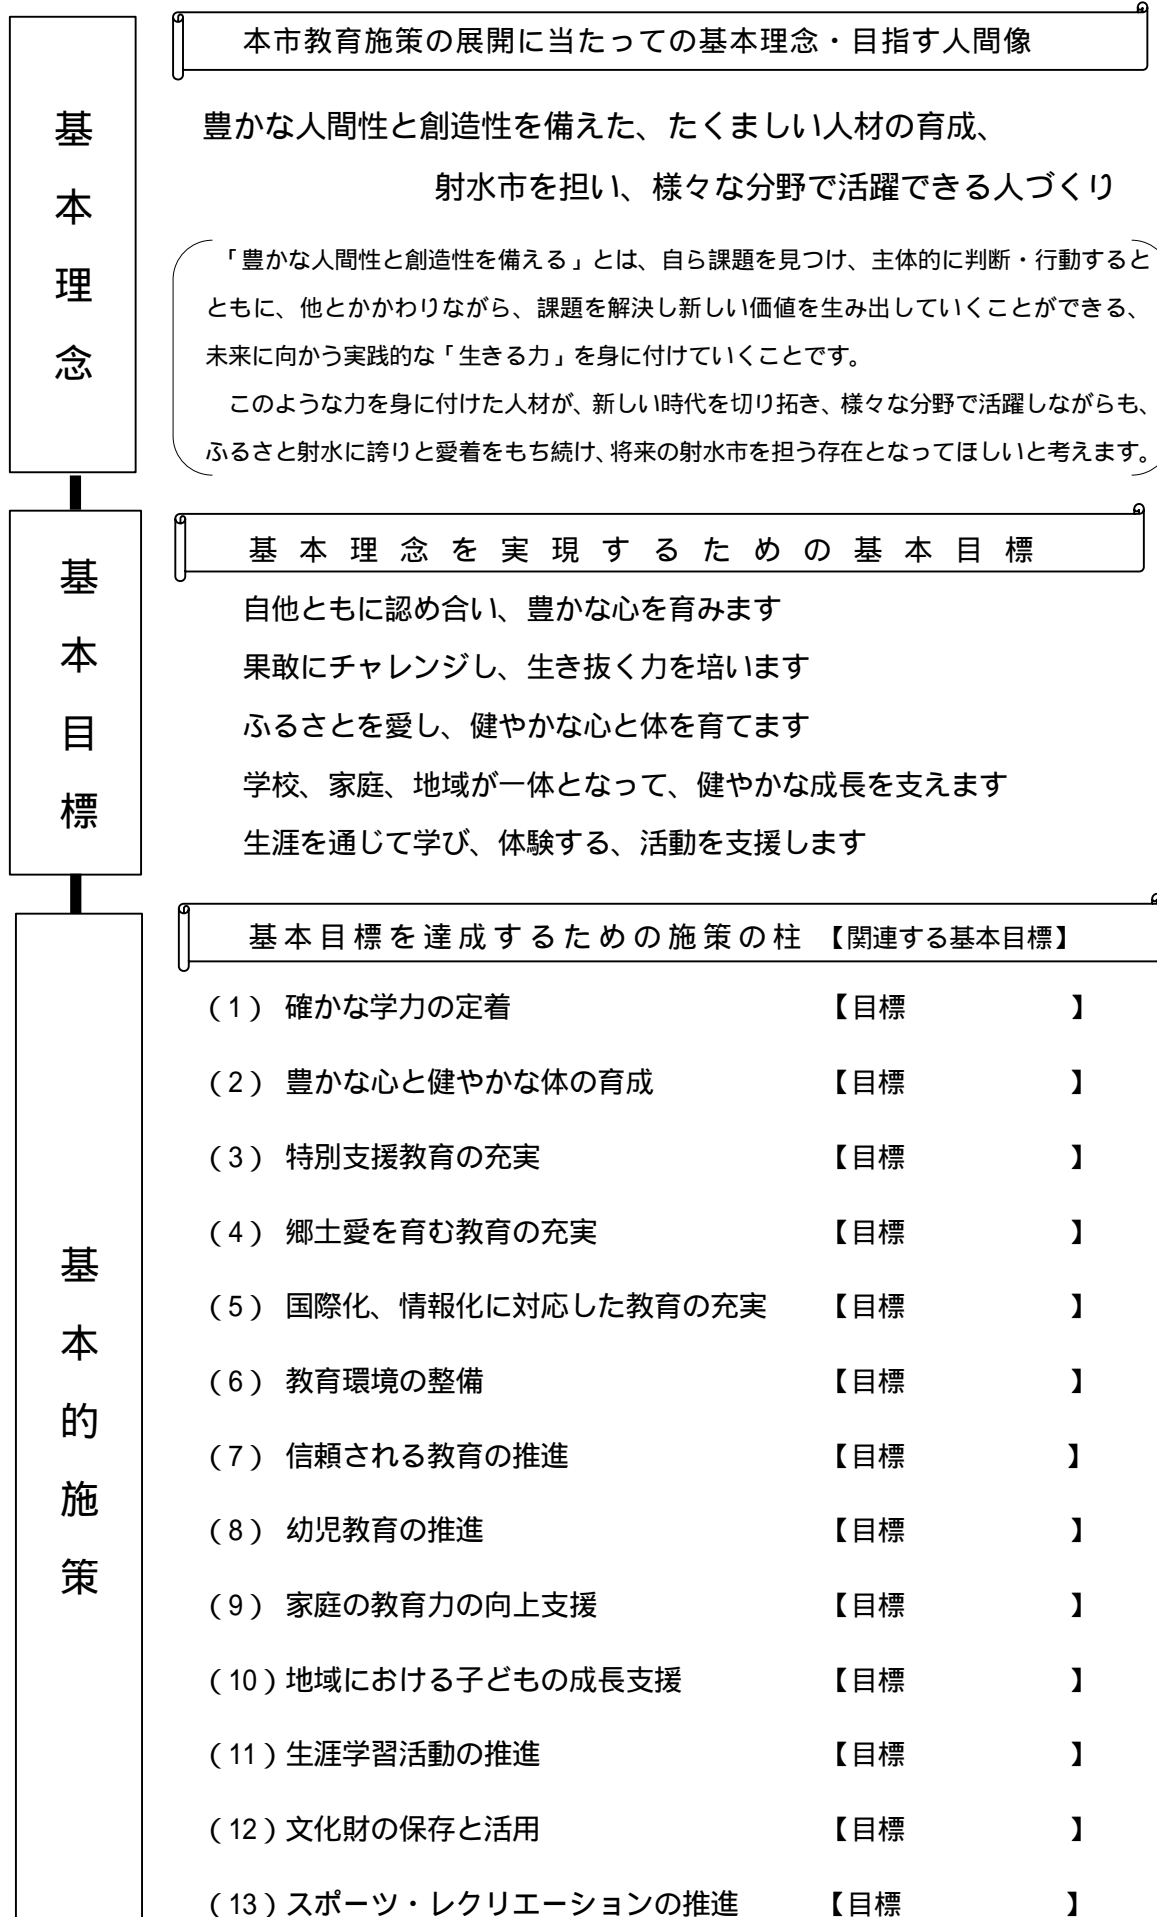 基本理念
本市教育施策の展開に当たっての基本理念・目指す人間像
豊かな人間性と創造性を備えた、たくましい人材の育成、
射水市を担い、様々な分野で活躍できる人づくり
「豊かな人間性と創造性を備える」とは、自ら課題を見つけ、主体的に判断・行動すると
ともに、他とかかわりながら、課題を解決し新しい価値を生み出していくことができる、
未来に向かう実践的な「生きる力」を身に付けていくことです。
このような力を身に付けた人材が、新しい時代を切り拓き、様々な分野で活躍しながらも、
ふるさと射水に誇りと愛着をもち続け、将来の射水市を担う存在となってほしいと考えます。
基本目標
基本理念を実現するための基本目標
自他ともに認め合い、豊かな心を育みます
果敢にチャレンジし、生き抜く力を培います
ふるさとを愛し、健やかな心と体を育てます
学校、家庭、地域が一体となって、健やかな成長を支えます
生涯を通じて学び、体験する、活動を支援します
基本的施策
基本目標を達成するための施策の柱 【関連する基本目標】
(1) 確かな学力の定着 【目標 】
(2) 豊かな心と健やかな体の育成 【目標 】
(3) 特別支援教育の充実 【目標 】
(4) 郷土愛を育む教育の充実 【目標 】
(5) 国際化、情報化に対応した教育の充実 【目標 】
(6) 教育環境の整備 【目標 】
(7) 信頼される教育の推進 【目標 】
(8) 幼児教育の推進 【目標 】
(9) 家庭の教育力の向上支援 【目標 】
(10)地域における子どもの成長支援 【目標 】
(11)生涯学習活動の推進 【目標 】
(12)文化財の保存と活用 【目標 】
(13)スポーツ・レクリエーションの推進 【目標 】